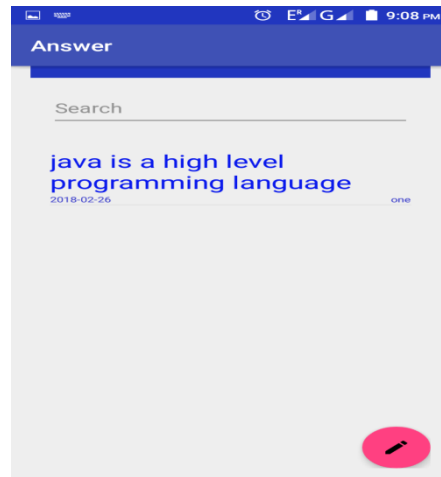 E G 9:08 PM
Answer
Search
java is a high level
programming language
2018-02-26 one